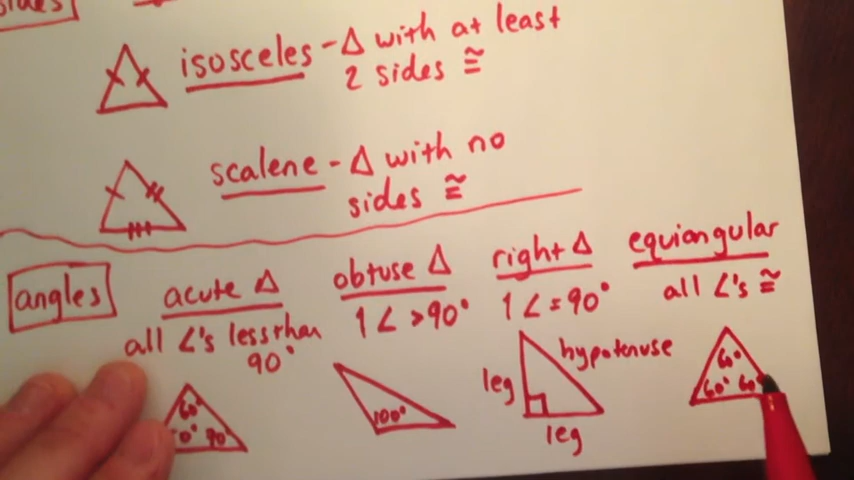 isosceles - Δ with at least
2 sides ≅
scalene - Δ with no
sides ≅
angles
acute Δ
all ∠'s less than
90°
60°
obtuse Δ
1∠ >90°
100°
right Δ
1∠ = 90°
leg
hypotenuse
leg
equiangular
all ∠'s ≅
60°
60° 60°